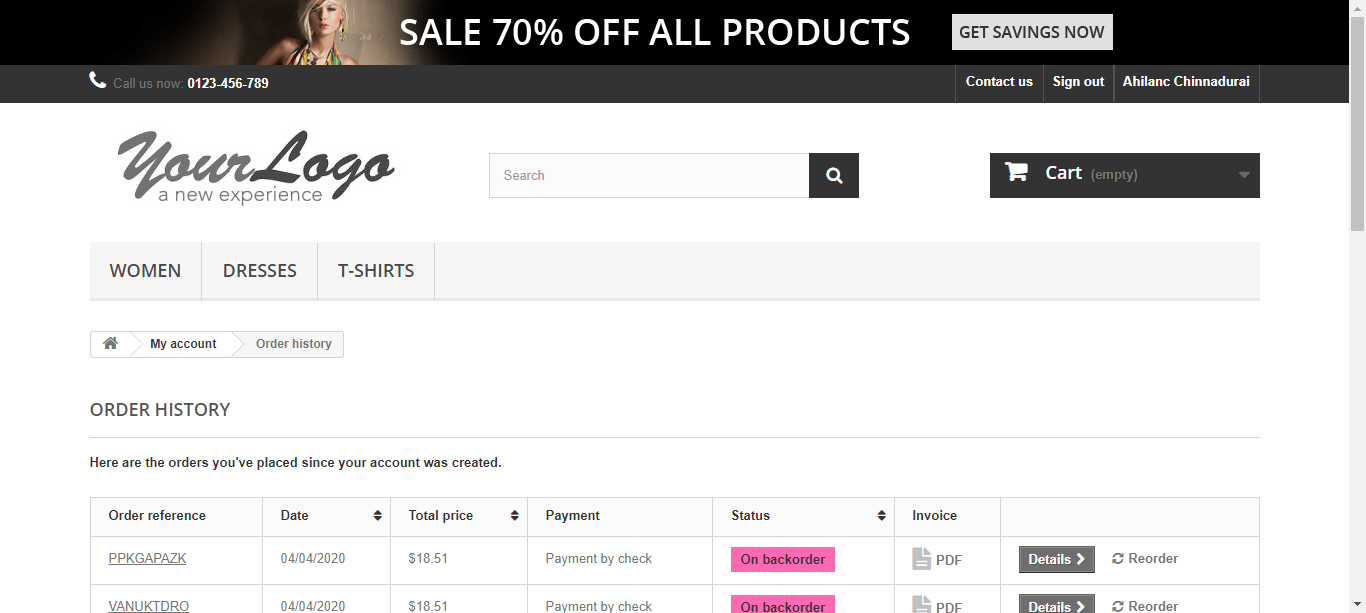 SALE 70% OFF ALL PRODUCTS GET SAVINGS NOW
Call us now: 0123-456-789 Contact us Sign out Ahilanc Chinnadurai
Your Logo
a new experience
Search
Cart (empty)
WOMEN DRESSES T-SHIRTS
My account Order history
ORDER HISTORY
Here are the orders you've placed since your account was created.
Order reference Date Total price Payment Status Invoice
PPKGAPAZK 04/04/2020 $18.51 Payment by check On backorder PDF Details Reorder
VANUKTDRO 04/04/2020 $18.51 Payment by check On backorder PDF Details Reorder